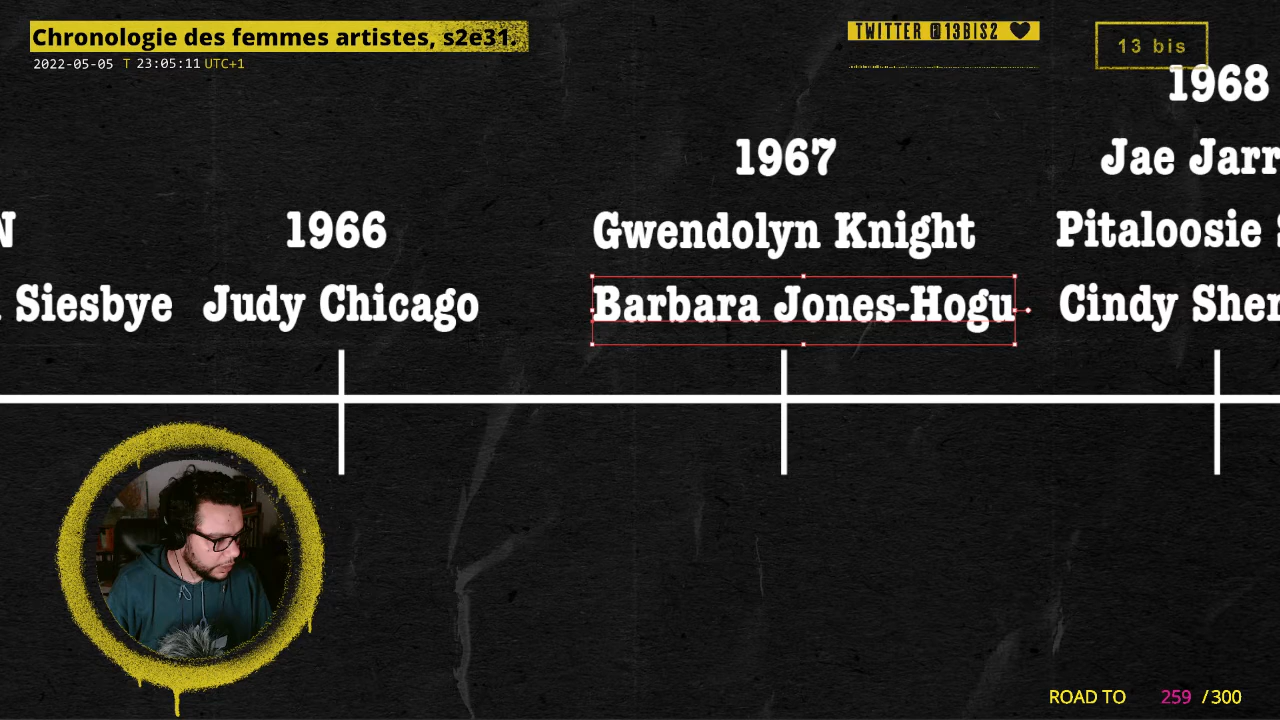 Chronologie des femmes artistes, s2e31.
2022-05-05 T 23:05:11 UTC+1
TWITTER @13BIS2
13 bis
1968
1967
Jae Jarr
N
1966
Gwendolyn Knight
Pitaloosie
Siesbye
Judy Chicago
Barbara Jones-Hogu
Cindy Sher
ROAD TO 259 /300